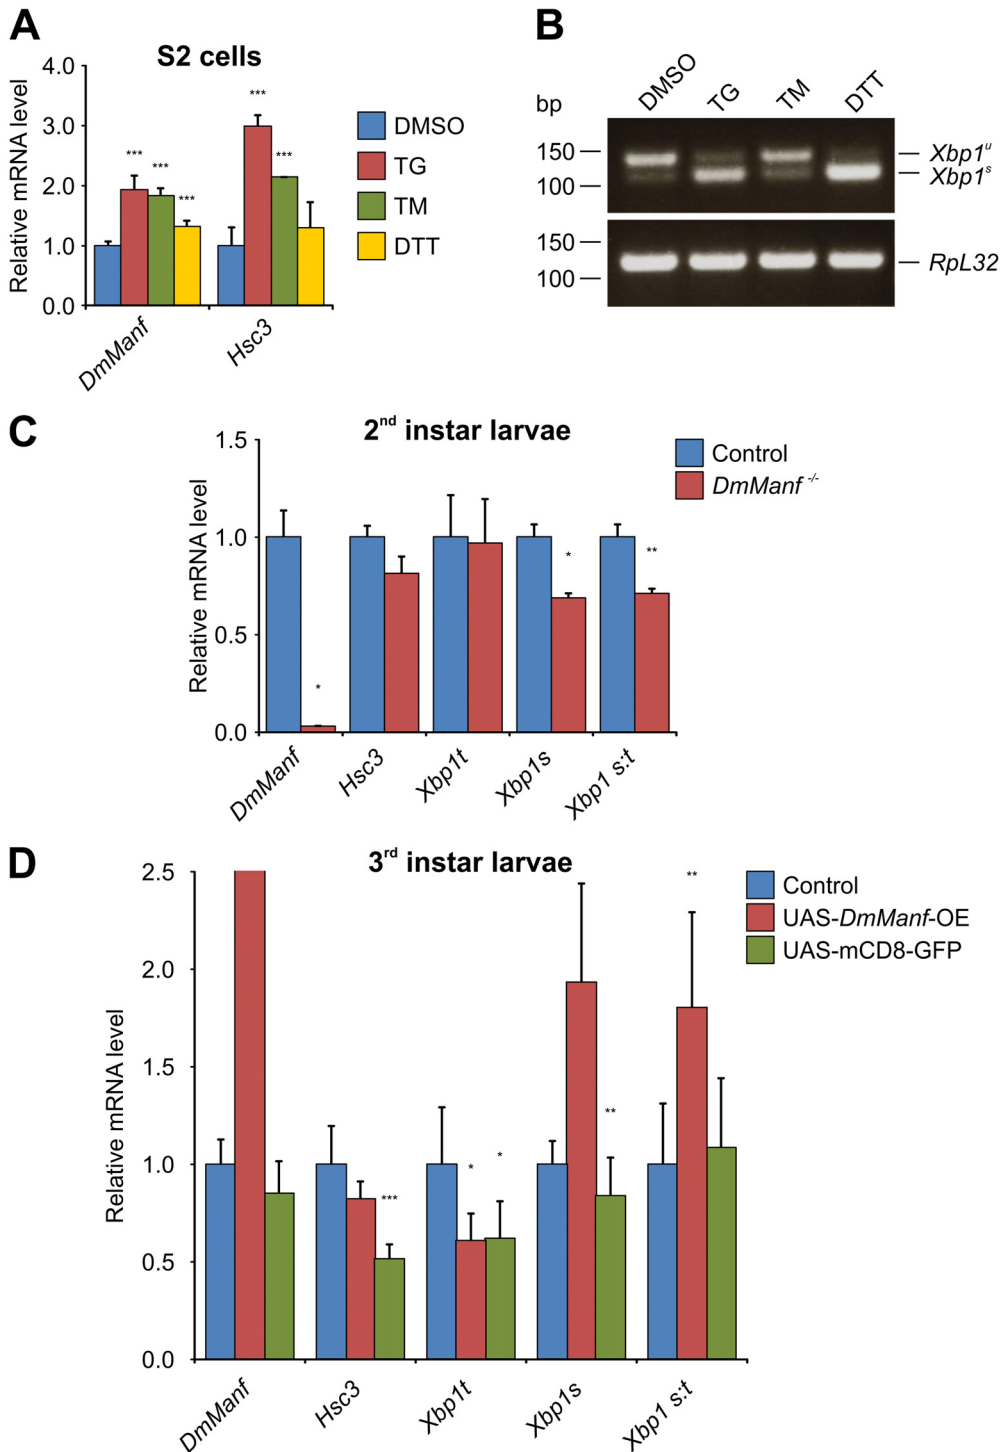 A
S2 cells
Relative mRNA level
4.0
3.0
2.0
1.0
0.0
***
***
***
***
***
DmManf
Hsc3
DMSO
TG
TM
DTT
B
bp
DMSO
TG
TM
DTT
150
100
Xbp1ᵘ
Xbp1ˢ
150
100
RpL32
C
2ⁿᵈ instar larvae
Relative mRNA level
1.5
1.0
0.5
0.0
*
*
**
DmManf
Hsc3
Xbp1t
Xbp1s
Xbp1 s:t
Control
DmManf ⁻/⁻
D
3ʳᵈ instar larvae
Relative mRNA level
2.5
2.0
1.5
1.0
0.5
0.0
***
*
*
**
**
DmManf
Hsc3
Xbp1t
Xbp1s
Xbp1 s:t
Control
UAS-DmManf-OE
UAS-mCD8-GFP